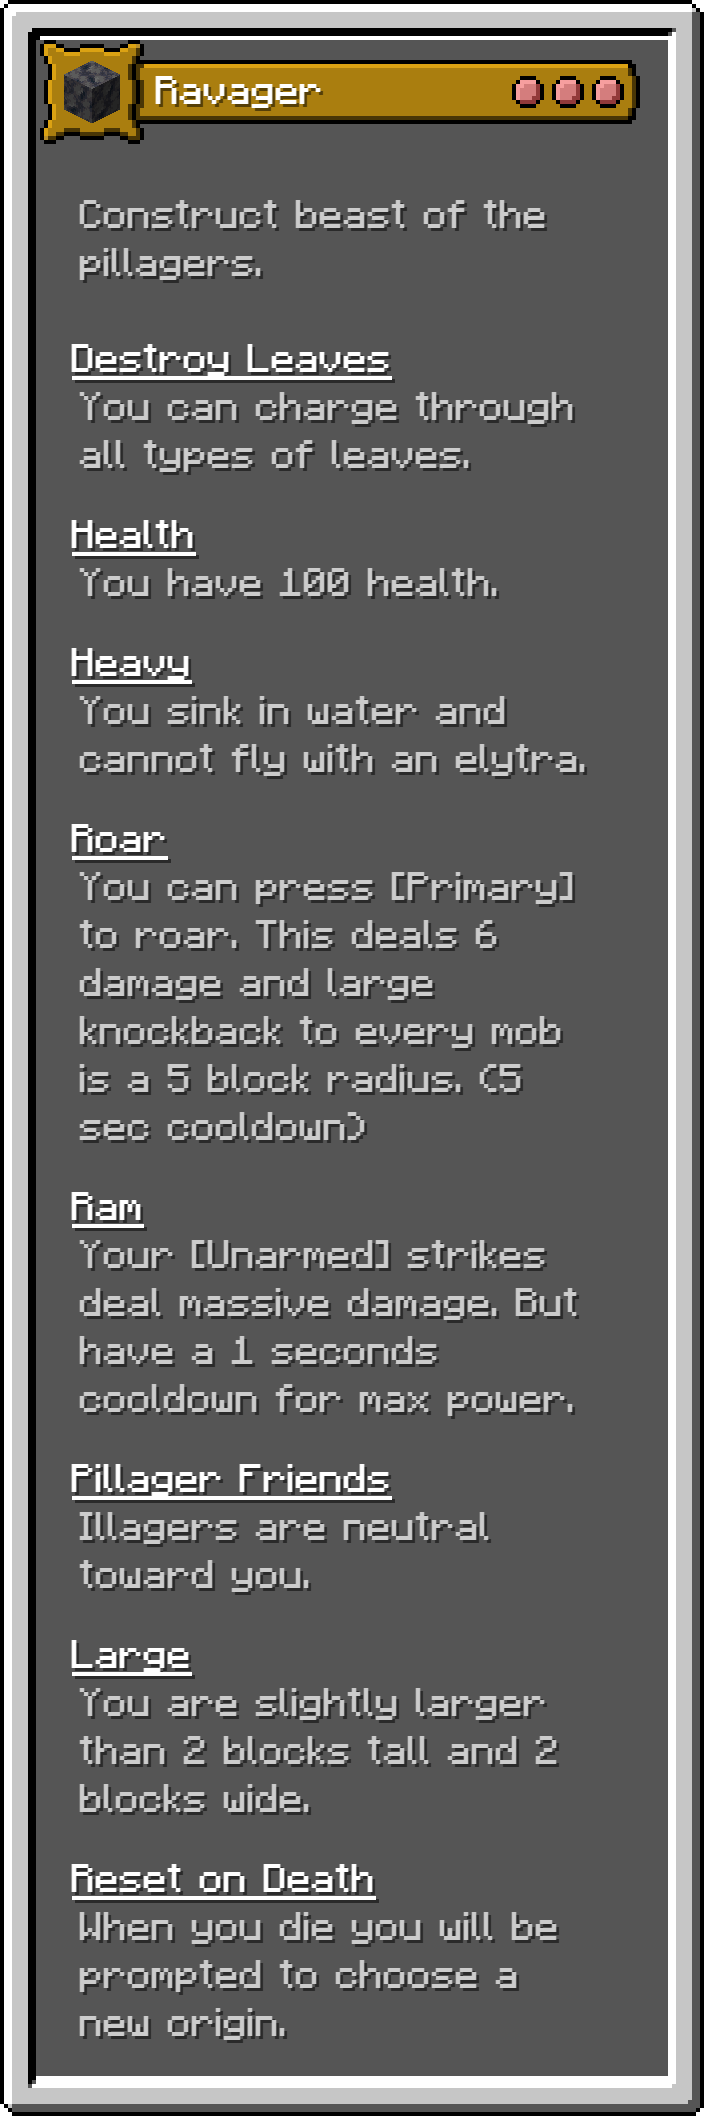 Ravager
Construct beast of the
pillagers.
Destroy Leaves
You can charge through
all types of leaves.
Health
You have 100 health.
Heavy
You sink in water and
cannot fly with an elytra.
Roar
You can press [Primary]
to roar. This deals 6
damage and large
knockback to every mob
is a 5 block radius. (5
sec cooldown)
Ram
Your [Unarmed] strikes
deal massive damage. But
have a 1 seconds
cooldown for max power.
Pillager Friends
Illagers are neutral
toward you.
Large
You are slightly larger
than 2 blocks tall and 2
blocks wide.
Reset on Death
When you die you will be
prompted to choose a
new origin.